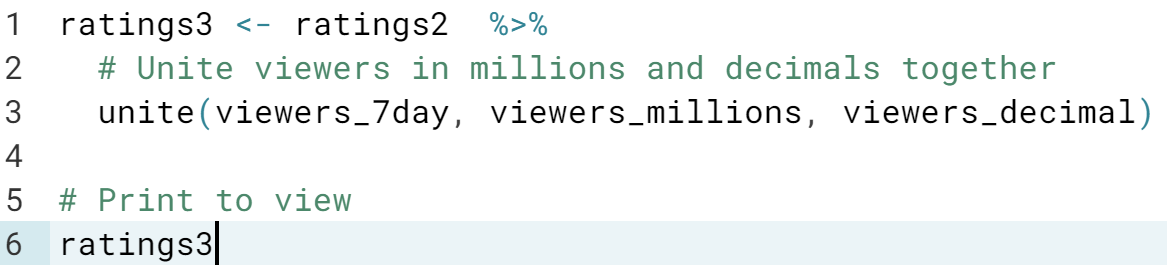 1 ratings3 <- ratings2  %>%
2   # Unite viewers in millions and decimals together
3   unite(viewers_7day, viewers_millions, viewers_decimal)
4
5 # Print to view
6 ratings3